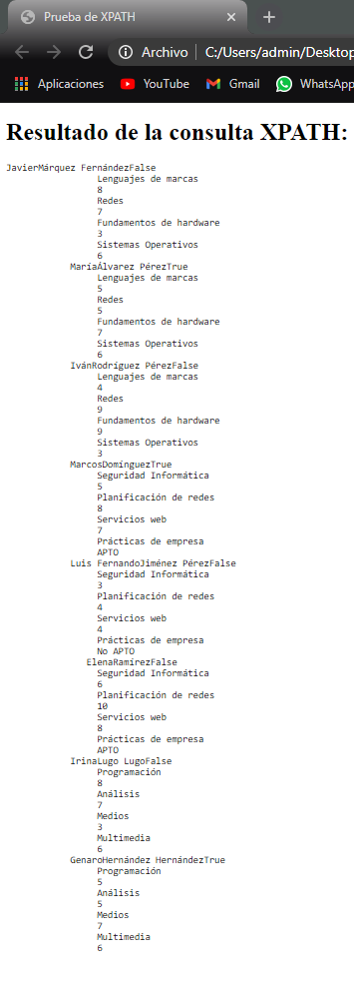 Prueba de XPATH
Archivo | C:/Users/admin/Desktop
Aplicaciones YouTube Gmail WhatsApp
Resultado de la consulta XPATH:
JavierMárquez FernándezFalse
Lenguajes de marcas
8
Redes
7
Fundamentos de hardware
3
Sistemas Operativos
6
MaríaÁlvarez PérezTrue
Lenguajes de marcas
5
Redes
5
Fundamentos de hardware
7
Sistemas Operativos
6
IvánRodríguez PérezFalse
Lenguajes de marcas
4
Redes
9
Fundamentos de hardware
9
Sistemas Operativos
3
MarcosDomínguezTrue
Seguridad Informática
5
Planificación de redes
8
Servicios web
7
Prácticas de empresa
APTO
Luis FernandoJiménez PérezFalse
Seguridad Informática
3
Planificación de redes
4
Servicios web
4
Prácticas de empresa
No APTO
ElenaRamírezFalse
Seguridad Informática
6
Planificación de redes
10
Servicios web
8
Prácticas de empresa
APTO
IrinaLugo LugoFalse
Programación
8
Análisis
7
Medios
3
Multimedia
6
GenaroHernández HernándezTrue
Programación
5
Análisis
5
Medios
7
Multimedia
6